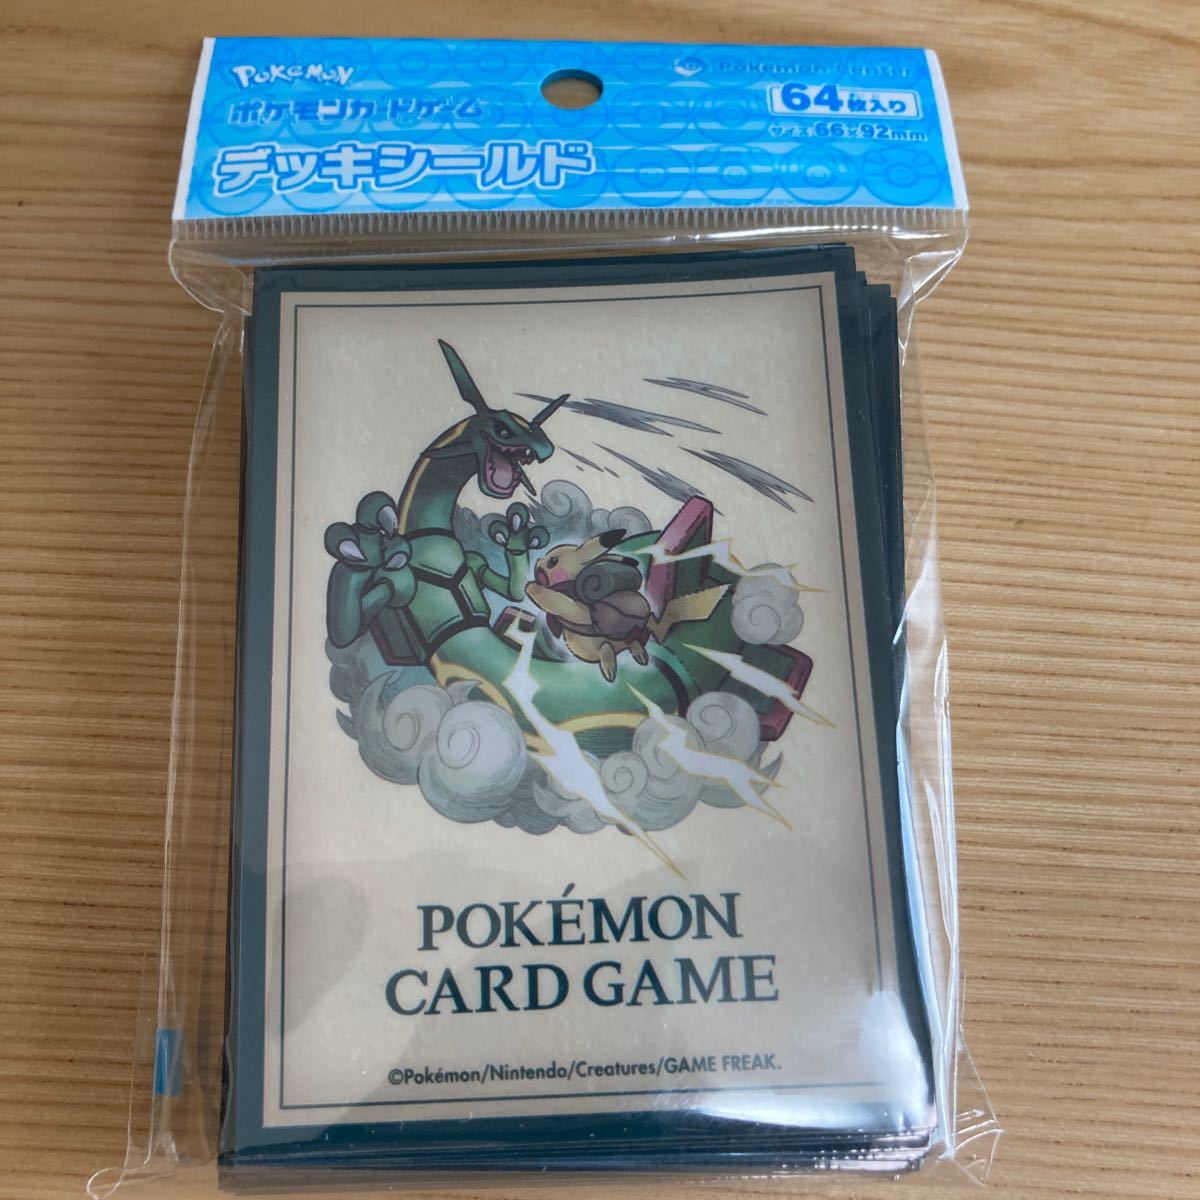 POKÉMON
ポケモンカードゲーム
デッキシールド
Pokémon Center
64枚入り
サイズ:66×92mm
POKÉMON
CARD GAME
©Pokémon/Nintendo/Creatures/GAME FREAK.